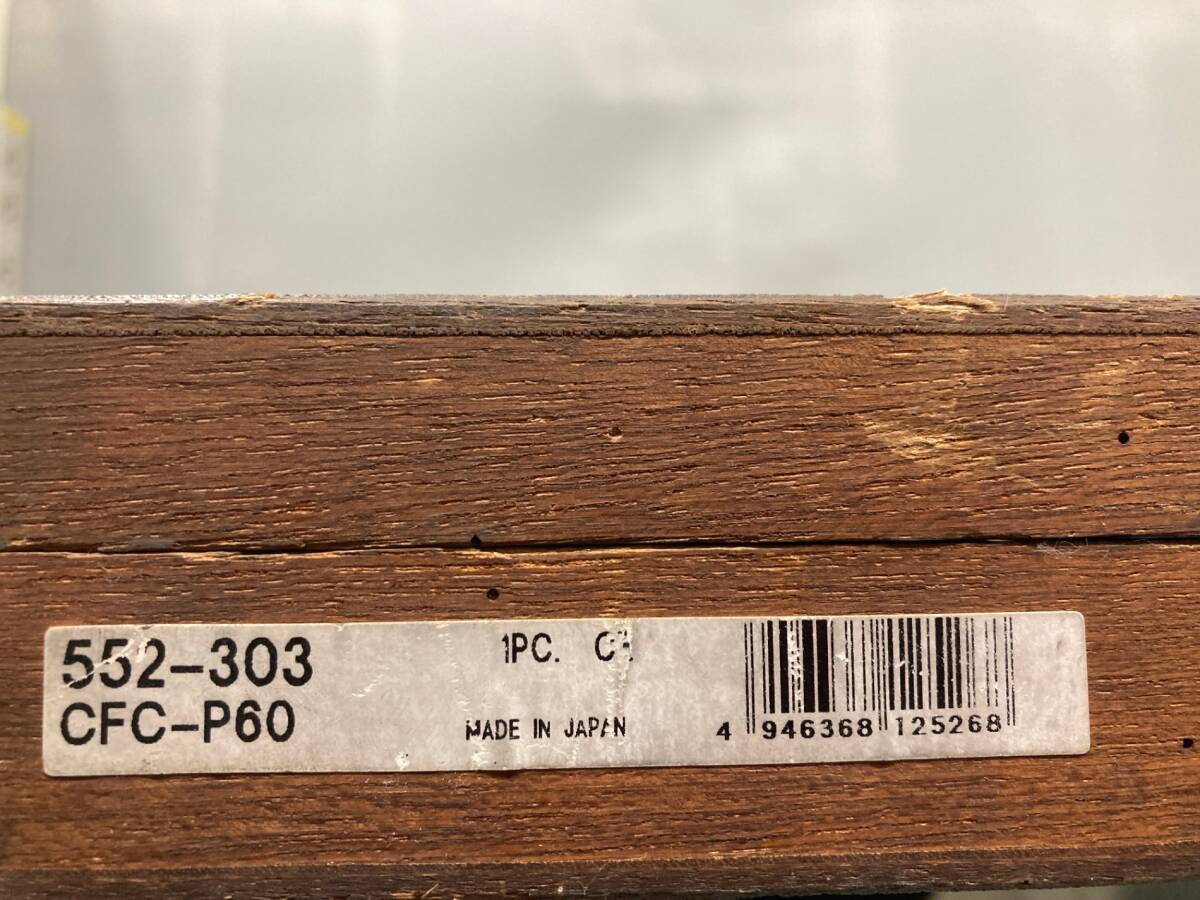 552-303
CFC-P60
1PC.
MADE IN JAPAN
4 946368 125268